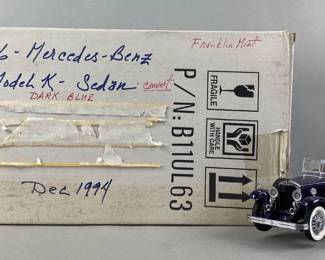 6 - Mercedes-Benz
Franklin Mint
Model K - Sedan convert
DARK BLUE
Dec 1994
P/N: B11UL63
FRAGILE
HANDLE
WITH CARE